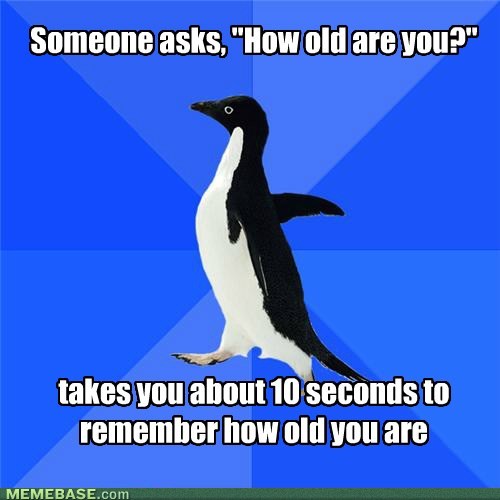 Someone asks, "How old are you?"
takes you about 10 seconds to
remember how old you are
MEMEBASE.com